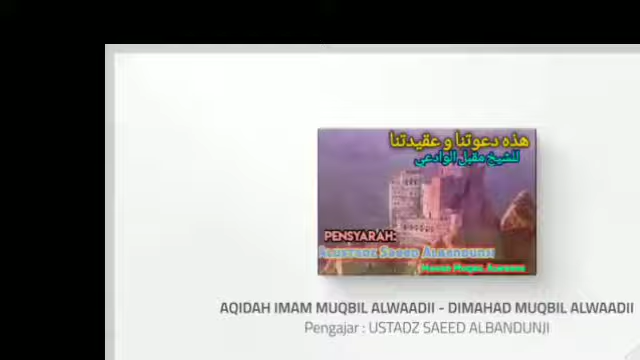 هذه دعوتنا و عقيدتنا
للشيخ مقبل الوادعي
PENSYARAH:
ALUSTADZ SAEED ALBANDUNJI
AQIDAH IMAM MUQBIL ALWAADII - DIMAHAD MUQBIL ALWAADII
Pengajar : USTADZ SAEED ALBANDUNJI